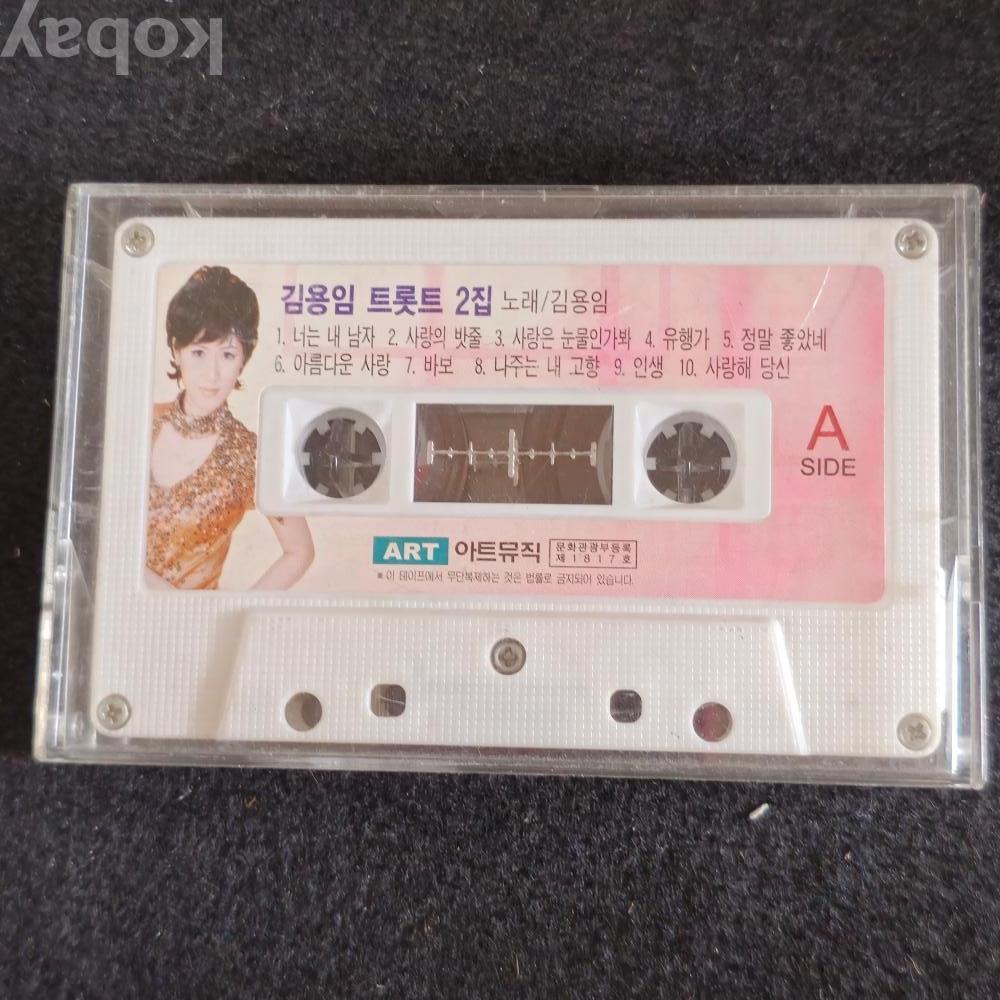 kobay
김용임 트롯트 2집 노래/김용임
1. 너는 내 남자 2. 사랑의 밧줄 3. 사랑은 눈물인가봐 4. 유행가 5. 정말 좋았네
6. 아름다운 사랑 7. 바보 8. 나주는 내 고향 9. 인생 10. 사랑해 당신
A
SIDE
ART 아트뮤직 문화관광부등록
제1817호
※이 테이프에서 무단복제하는 것은 법률로 금지되어 있습니다.